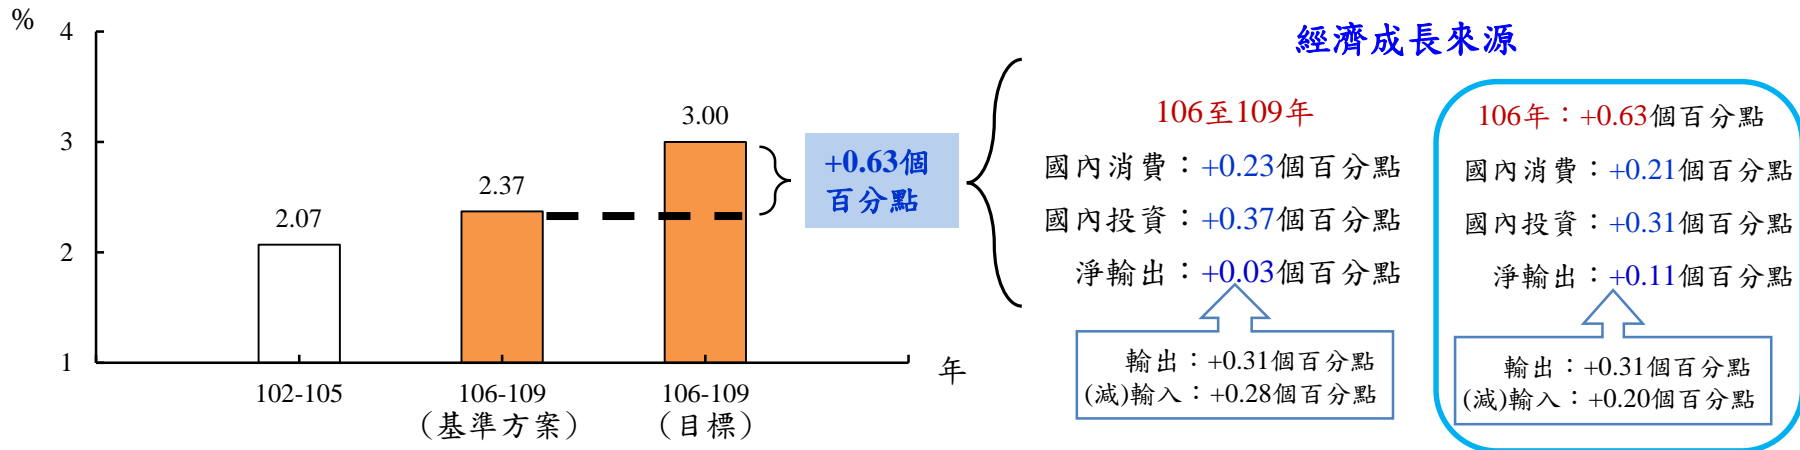 %
4
3
2
1
2.07
2.37
3.00
102-105
106-109
(基準方案)
106-109
(目標)
年
+0.63個
百分點
經濟成長來源
106至109年
國內消費：+0.23個百分點
國內投資：+0.37個百分點
淨輸出：+0.03個百分點
輸出：+0.31個百分點
(減)輸入：+0.28個百分點
106年：+0.63個百分點
國內消費：+0.21個百分點
國內投資：+0.31個百分點
淨輸出：+0.11個百分點
輸出：+0.31個百分點
(減)輸入：+0.20個百分點